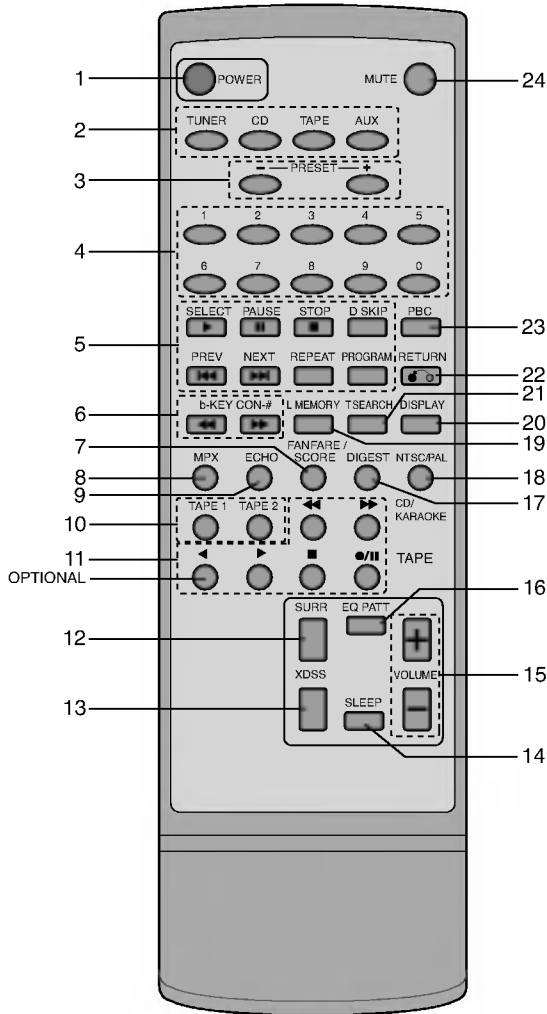 1 POWER MUTE 24
2 TUNER CD TAPE AUX
3 − PRESET +
4 1 2 3 4 5
6 7 8 9 0
5 SELECT PAUSE STOP D.SKIP PBC 23
PREV NEXT REPEAT PROGRAM RETURN 22
21
6 b-KEY CON-# L MEMORY TSEARCH DISPLAY 20
19
7 FANFARE /
8 MPX ECHO SCORE DIGEST NTSC/PAL 18
9 17
10 TAPE 1 TAPE 2 CD/
KARAOKE
11 TAPE
OPTIONAL
12 SURR EQ PATT 16
13 XDSS VOLUME 15
SLEEP 14